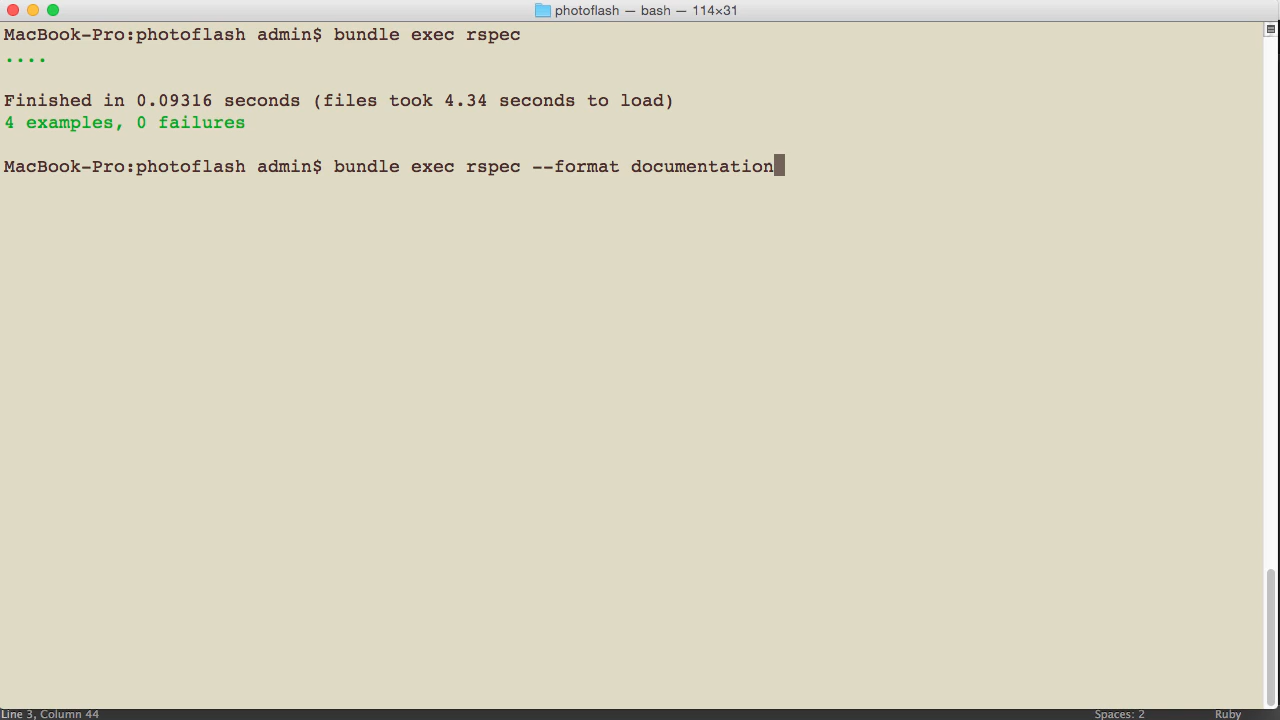 photoflash — bash — 114×31
MacBook-Pro:photoflash admin$ bundle exec rspec
....
Finished in 0.09316 seconds (files took 4.34 seconds to load)
4 examples, 0 failures
MacBook-Pro:photoflash admin$ bundle exec rspec --format documentation
Line 3, Column 44
Spaces: 2
Ruby